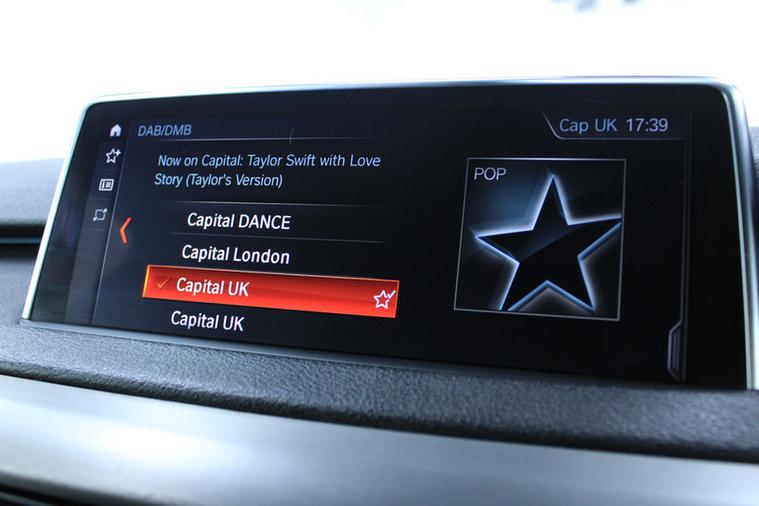 DAB/DMB
Cap UK 17:39
Now on Capital: Taylor Swift with Love
Story (Taylor's Version)
POP
Capital DANCE
Capital London
Capital UK
Capital UK